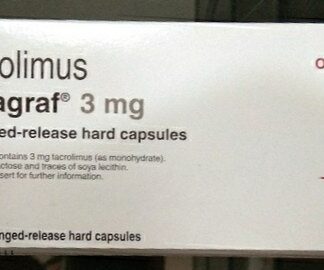 olimus
agraf® 3 mg
ged-release hard capsules
ontains 3 mg tacrolimus (as monohydrate).
ctose and traces of soya lecithin.
sert for further information.
nged-release hard capsules